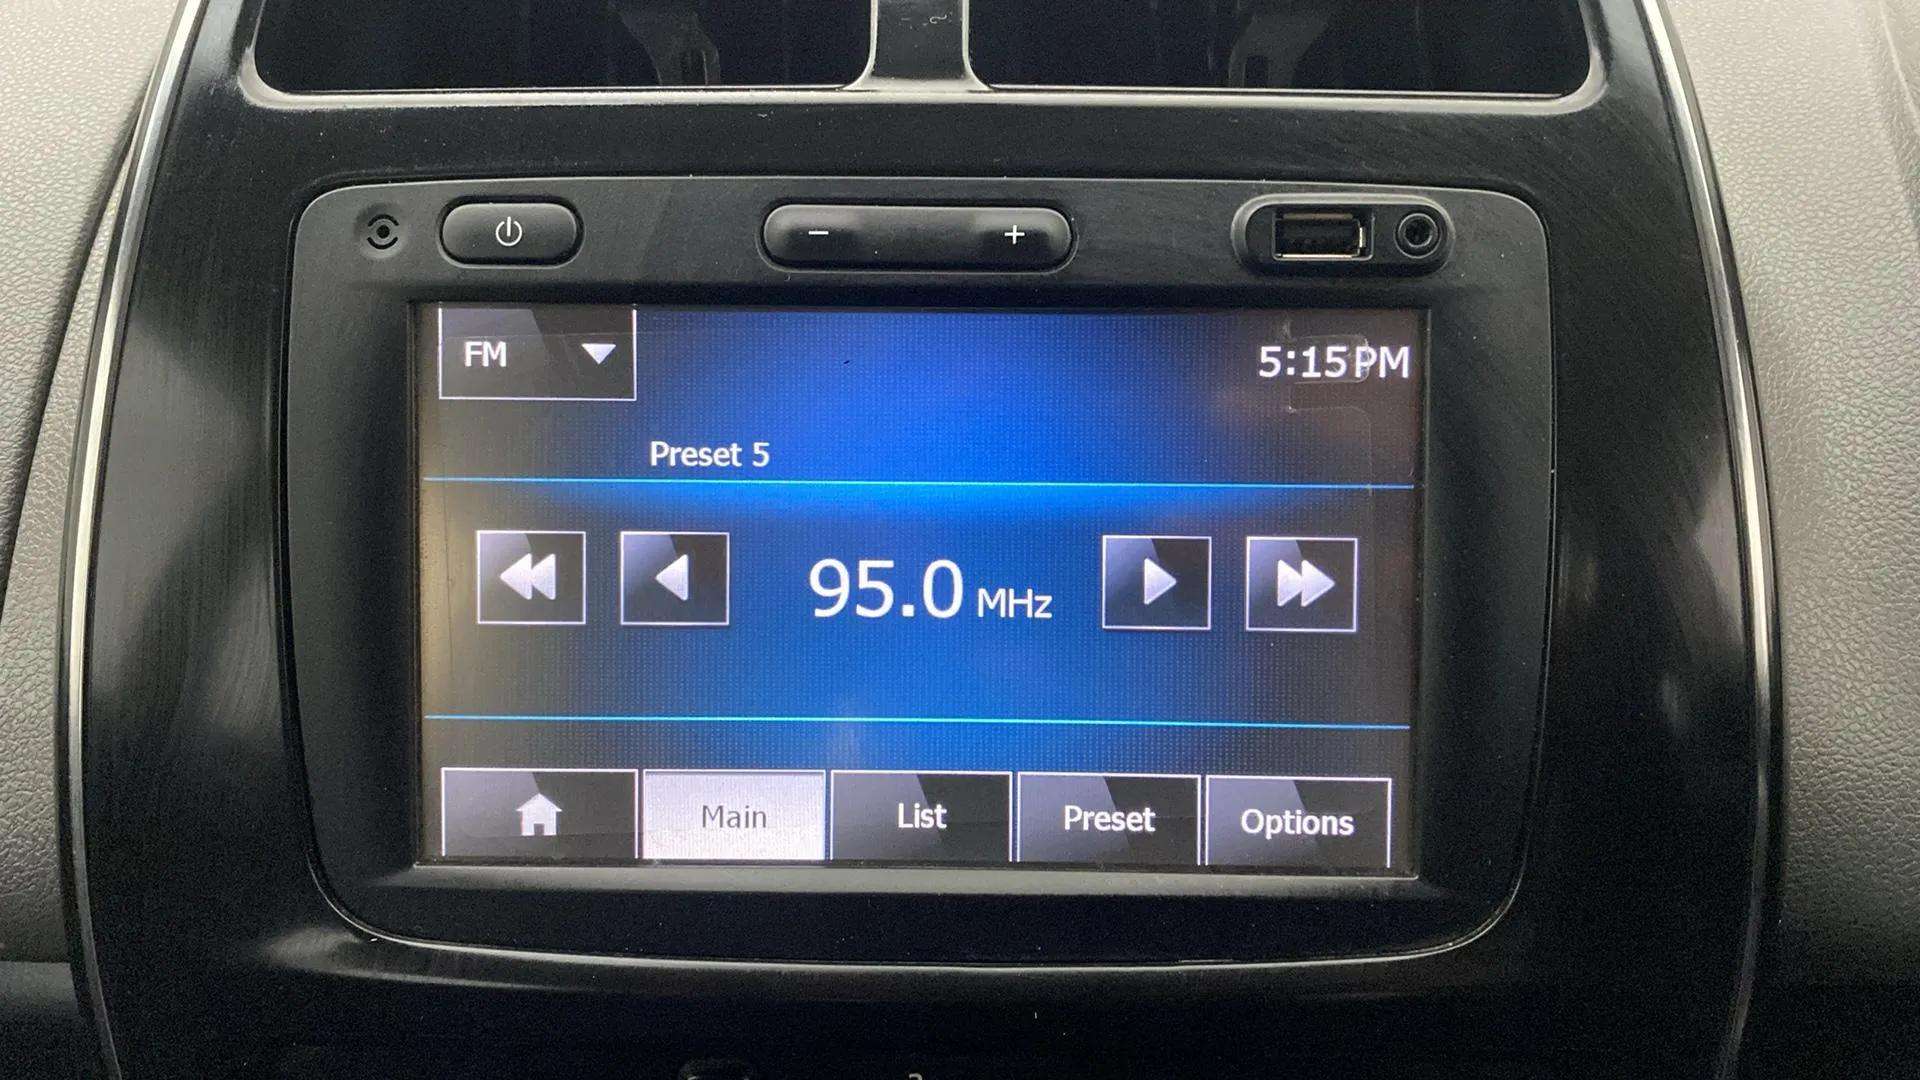 − +
FM
5:15PM
Preset 5
95.0 MHz
Main List Preset Options